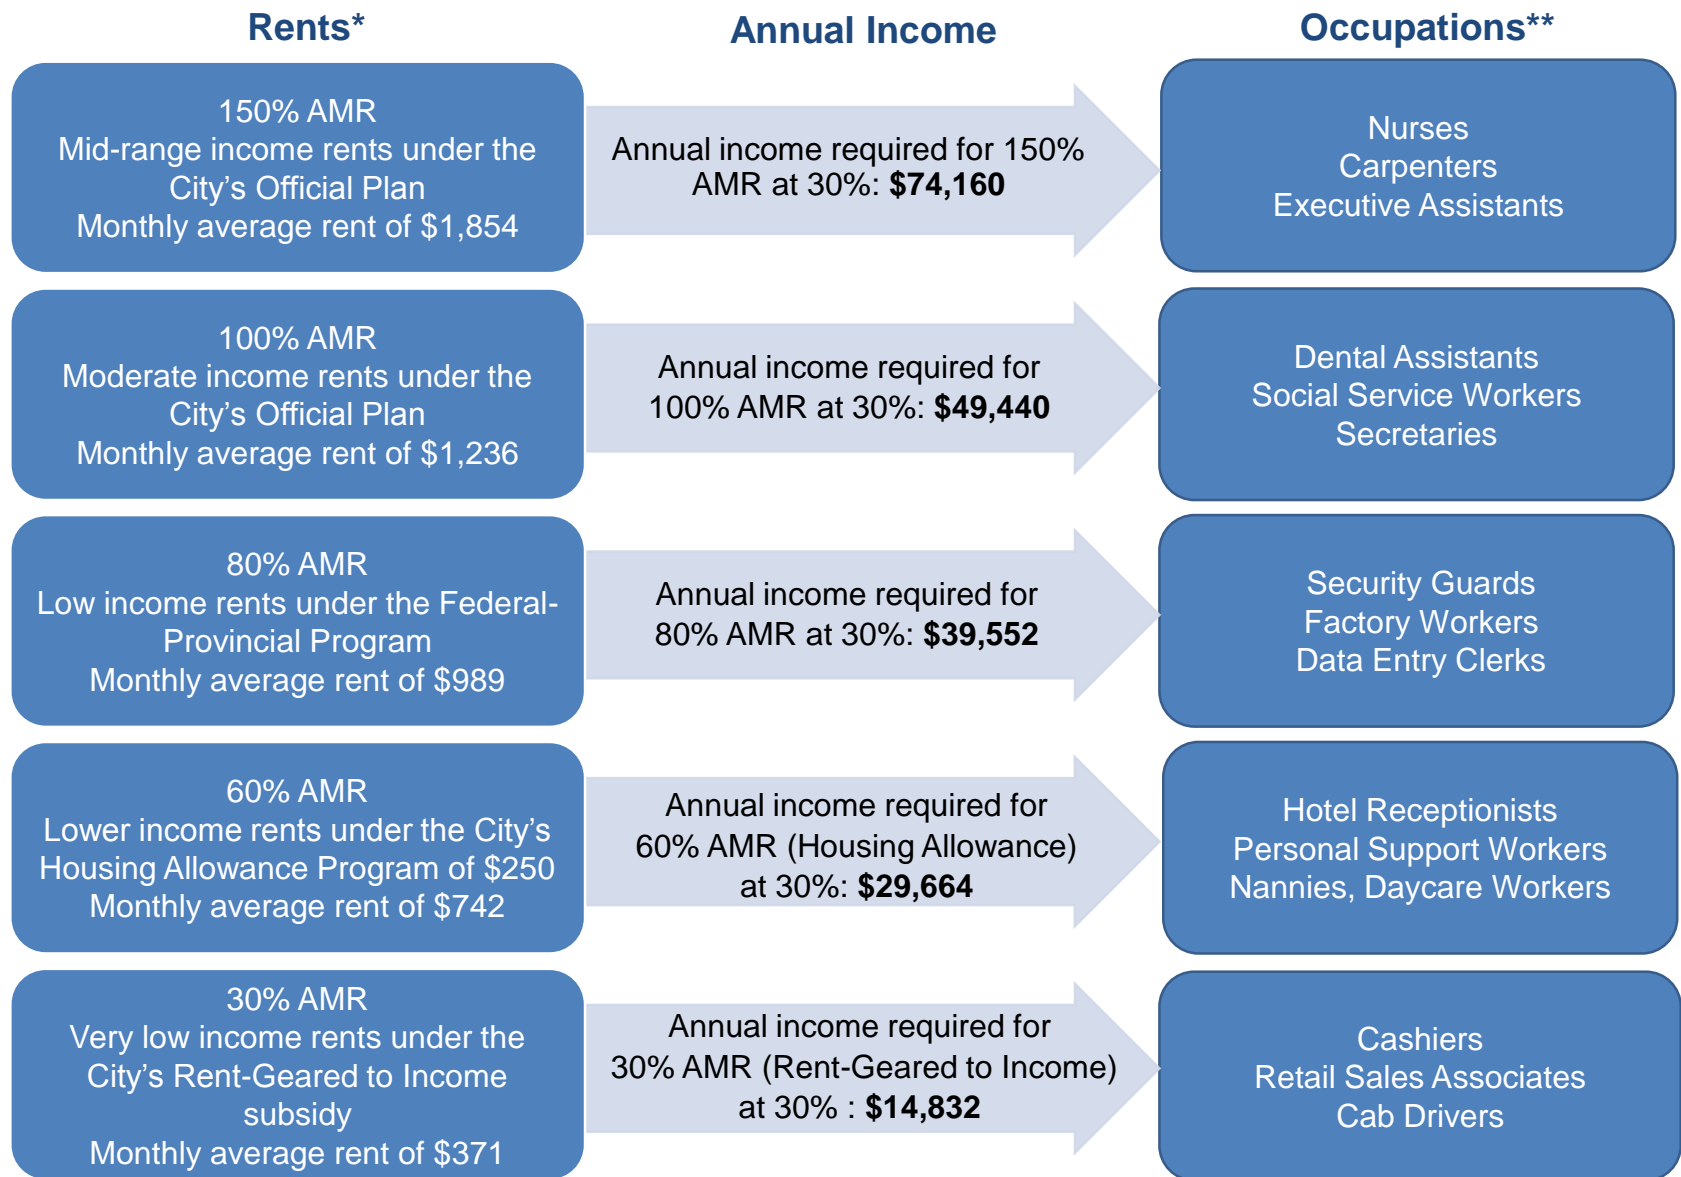 Rents*
Annual Income
Occupations**
150% AMR
Mid-range income rents under the
City's Official Plan
Monthly average rent of $1,854
Annual income required for 150%
AMR at 30%: $74,160
Nurses
Carpenters
Executive Assistants
100% AMR
Moderate income rents under the
City's Official Plan
Monthly average rent of $1,236
Annual income required for
100% AMR at 30%: $49,440
Dental Assistants
Social Service Workers
Secretaries
80% AMR
Low income rents under the Federal-
Provincial Program
Monthly average rent of $989
Annual income required for
80% AMR at 30%: $39,552
Security Guards
Factory Workers
Data Entry Clerks
60% AMR
Lower income rents under the City's
Housing Allowance Program of $250
Monthly average rent of $742
Annual income required for
60% AMR (Housing Allowance)
at 30%: $29,664
Hotel Receptionists
Personal Support Workers
Nannies, Daycare Workers
30% AMR
Very low income rents under the
City's Rent-Geared to Income
subsidy
Monthly average rent of $371
Annual income required for
30% AMR (Rent-Geared to Income)
at 30% : $14,832
Cashiers
Retail Sales Associates
Cab Drivers